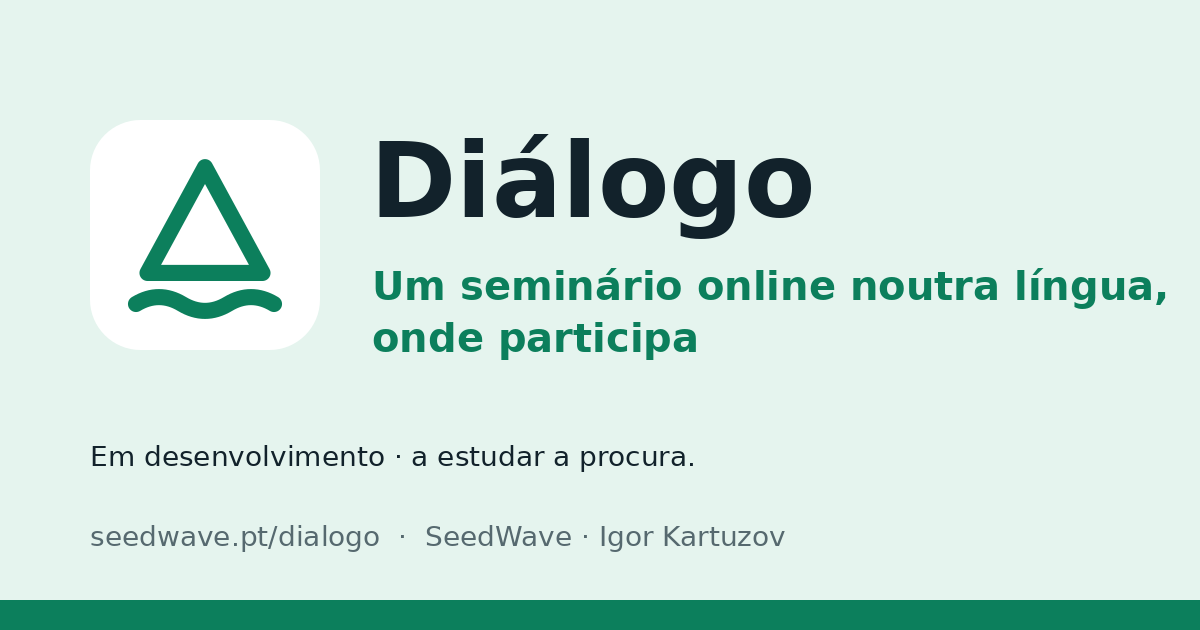 Diálogo
Um seminário online noutra língua,
onde participa
Em desenvolvimento · a estudar a procura.
seedwave.pt/dialogo · SeedWave · Igor Kartuzov